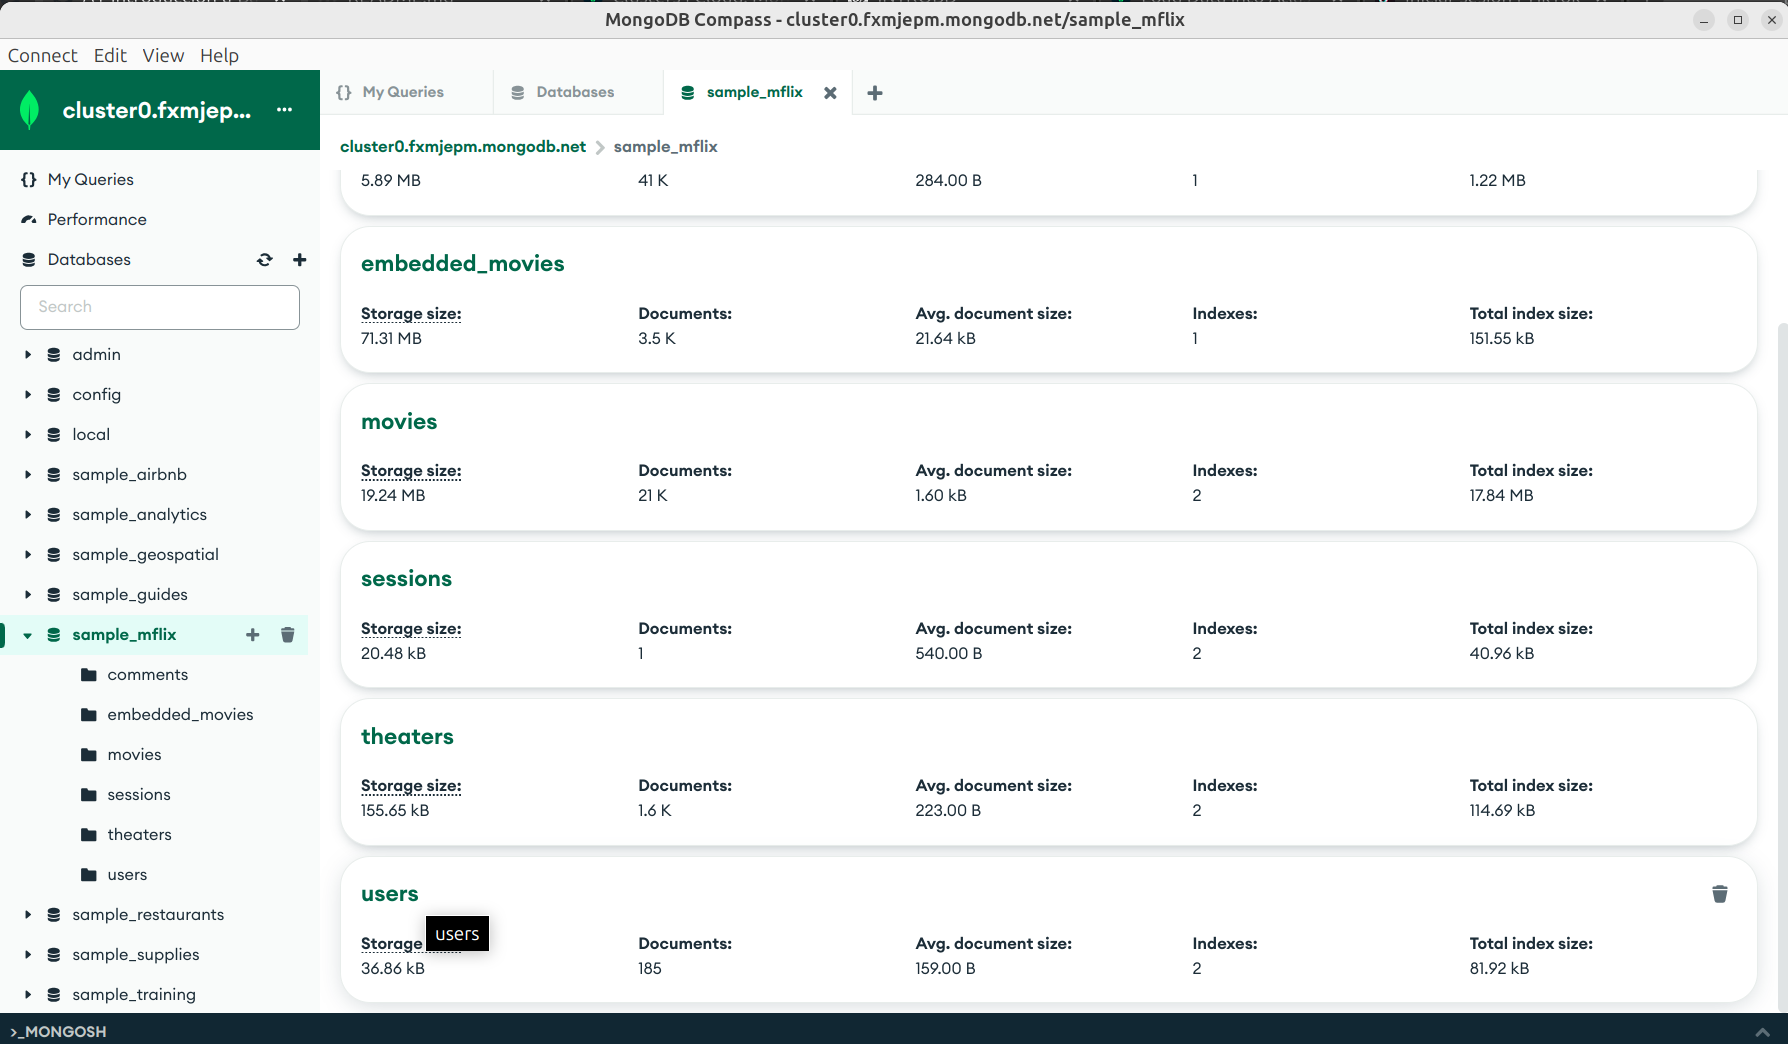 MongoDB Compass - cluster0.fxmjepm.mongodb.net/sample_mflix
Connect Edit View Help
cluster0.fxmjep... ...
My Queries
Performance
Databases
Search
admin
config
local
sample_airbnb
sample_analytics
sample_geospatial
sample_guides
sample_mflix
comments
embedded_movies
movies
sessions
theaters
users
sample_restaurants
sample_supplies
sample_training
My Queries Databases sample_mflix
cluster0.fxmjepm.mongodb.net > sample_mflix
5.89 MB 41 K 284.00 B 1 1.22 MB
embedded_movies
Storage size: Documents: Avg. document size: Indexes: Total index size:
71.31 MB 3.5 K 21.64 kB 1 151.55 kB
movies
Storage size: Documents: Avg. document size: Indexes: Total index size:
19.24 MB 21 K 1.60 kB 2 17.84 MB
sessions
Storage size: Documents: Avg. document size: Indexes: Total index size:
20.48 kB 1 540.00 B 2 40.96 kB
theaters
Storage size: Documents: Avg. document size: Indexes: Total index size:
155.65 kB 1.6 K 223.00 B 2 114.69 kB
users
users
Storage Documents: Avg. document size: Indexes: Total index size:
36.86 kB 185 159.00 B 2 81.92 kB
>_MONGOSH